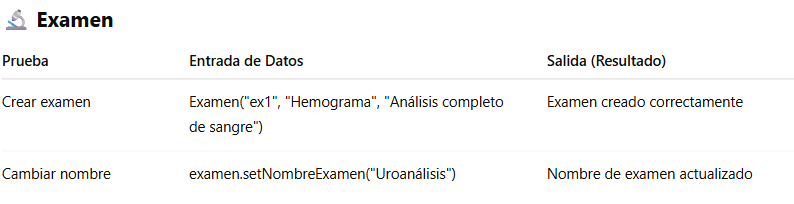 🔬 Examen
Prueba Entrada de Datos Salida (Resultado)
Crear examen Examen("ex1", "Hemograma", "Análisis completo de sangre") Examen creado correctamente
Cambiar nombre examen.setNombreExamen("Uroanálisis") Nombre de examen actualizado